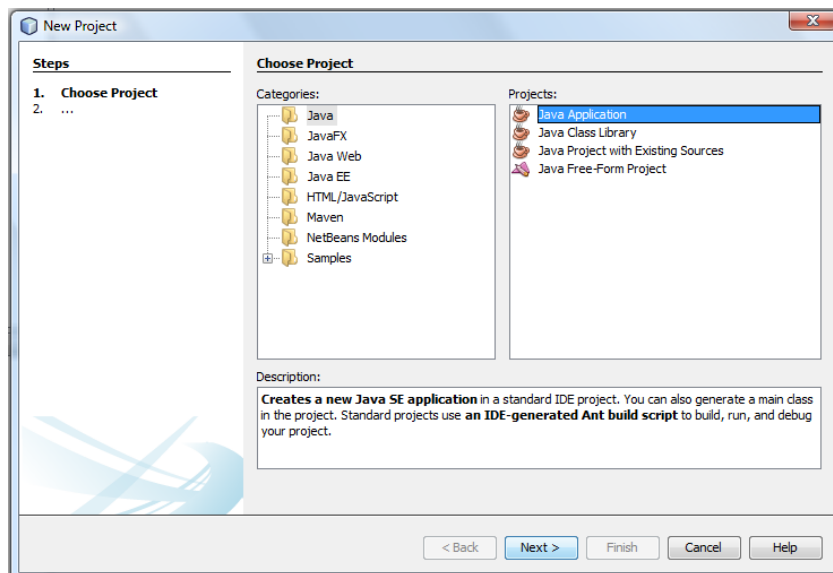 New Project
Steps
1. Choose Project
2. ...
Choose Project
Categories:
Java
JavaFX
Java Web
Java EE
HTML/JavaScript
Maven
NetBeans Modules
Samples
Projects:
Java Application
Java Class Library
Java Project with Existing Sources
Java Free-Form Project
Description:
Creates a new Java SE application in a standard IDE project. You can also generate a main class
in the project. Standard projects use an IDE-generated Ant build script to build, run, and debug
your project.
< Back
Next >
Finish
Cancel
Help